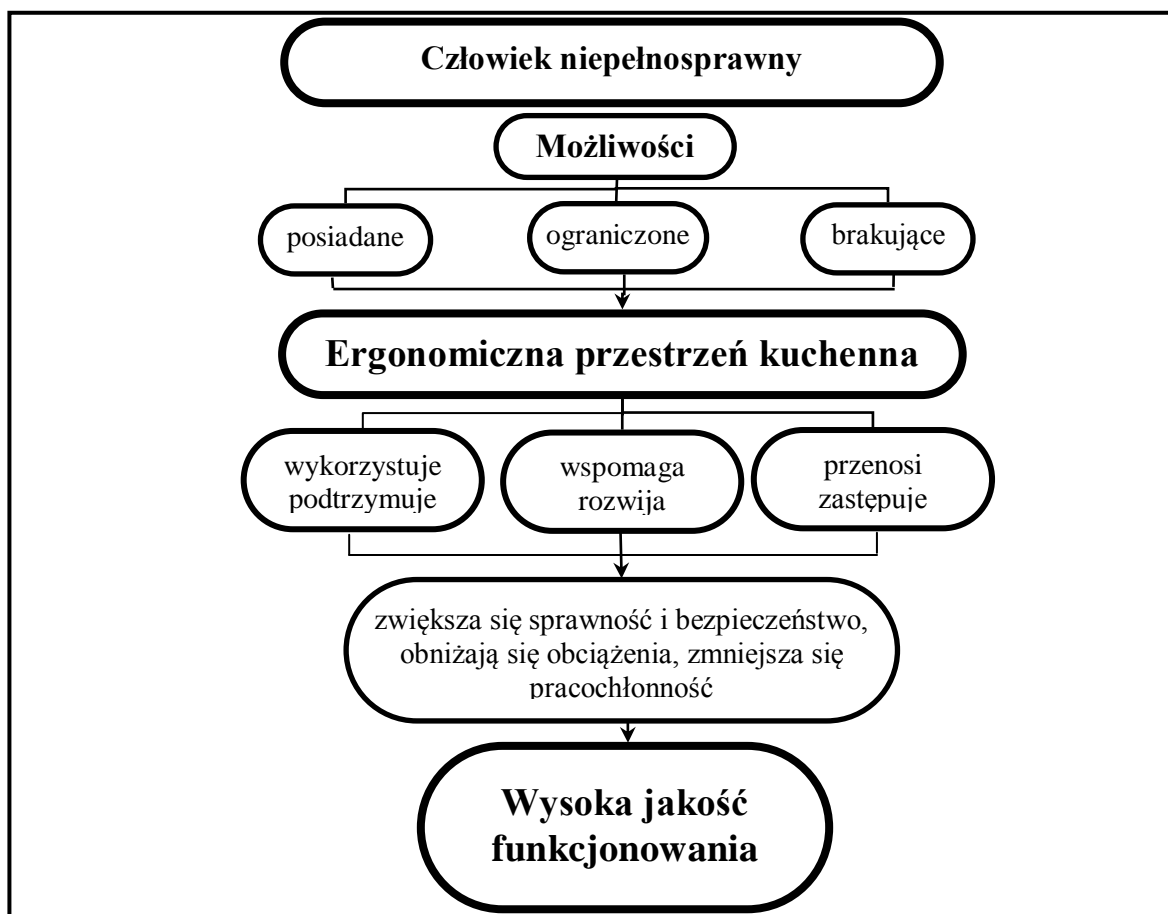 Człowiek niepełnosprawny
Możliwości
posiadane
ograniczone
brakujące
Ergonomiczna przestrzeń kuchenna
wykorzystuje
podtrzymuje
wspomaga
rozwija
przenosi
zastępuje
zwiększa się sprawność i bezpieczeństwo,
obniżają się obciążenia, zmniejsza się
pracochłonność
Wysoka jakość
funkcjonowania